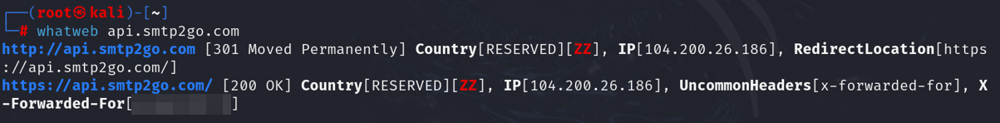 ┌──(root㉿kali)-[~]
└─# whatweb api.smtp2go.com
http://api.smtp2go.com [301 Moved Permanently] Country[RESERVED][ZZ], IP[104.200.26.186], RedirectLocation[https
://api.smtp2go.com/]
https://api.smtp2go.com/ [200 OK] Country[RESERVED][ZZ], IP[104.200.26.186], UncommonHeaders[x-forwarded-for], X
-Forwarded-For[ ]